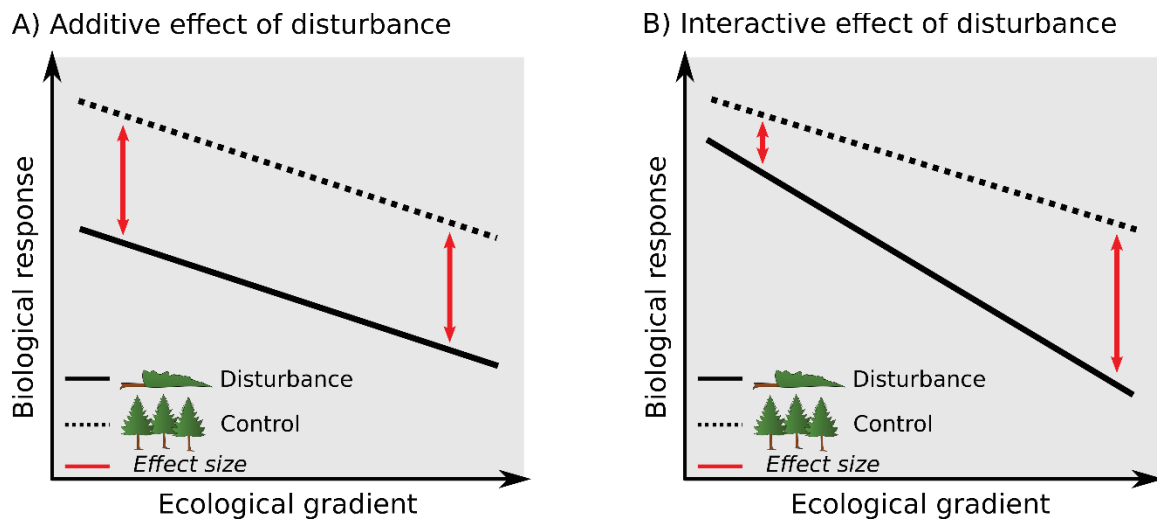 A) Additive effect of disturbance
Biological response
Disturbance
Control
Effect size
Ecological gradient
B) Interactive effect of disturbance
Biological response
Disturbance
Control
Effect size
Ecological gradient